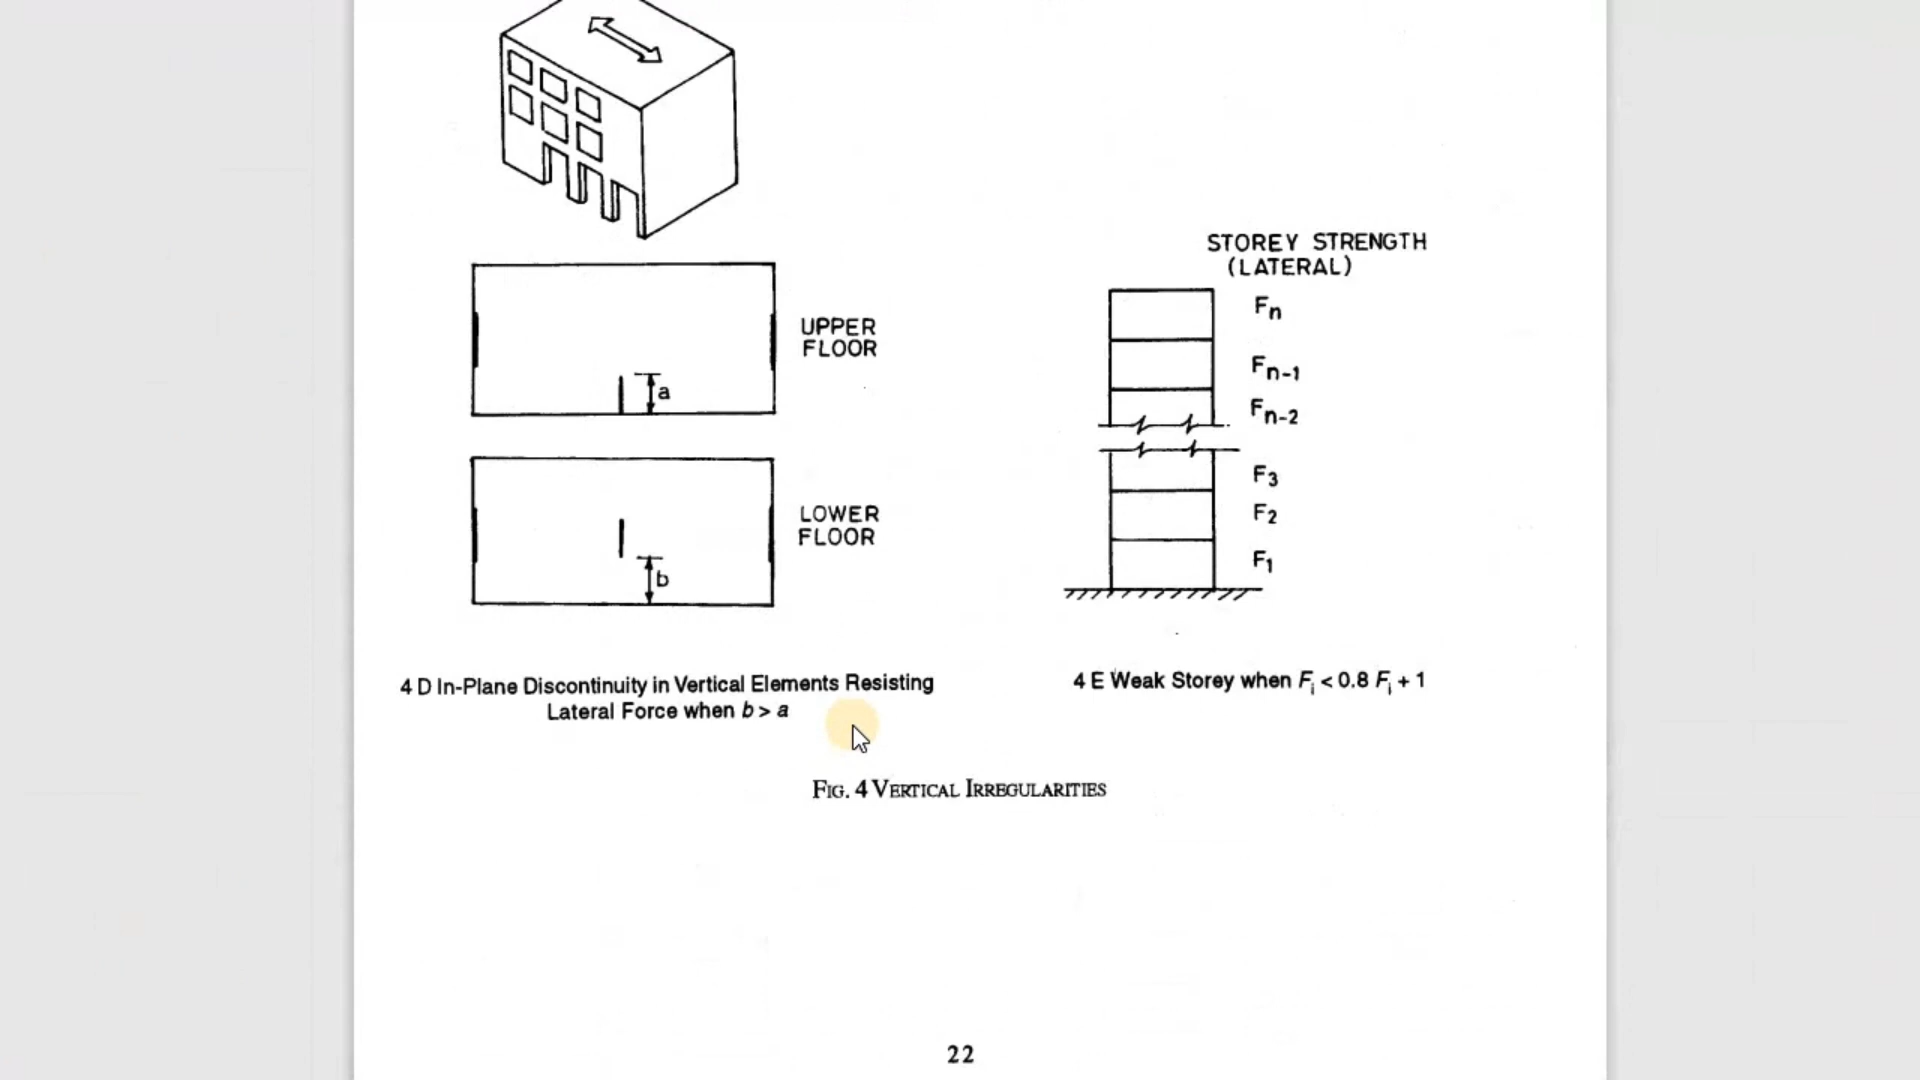 UPPER
FLOOR
a
LOWER
FLOOR
b
4 D In-Plane Discontinuity in Vertical Elements Resisting
Lateral Force when b > a
STOREY STRENGTH
(LATERAL)
Fn
Fn-1
Fn-2
F3
F2
F1
4 E Weak Storey when Fi < 0.8 Fi + 1
FIG. 4 VERTICAL IRREGULARITIES
22